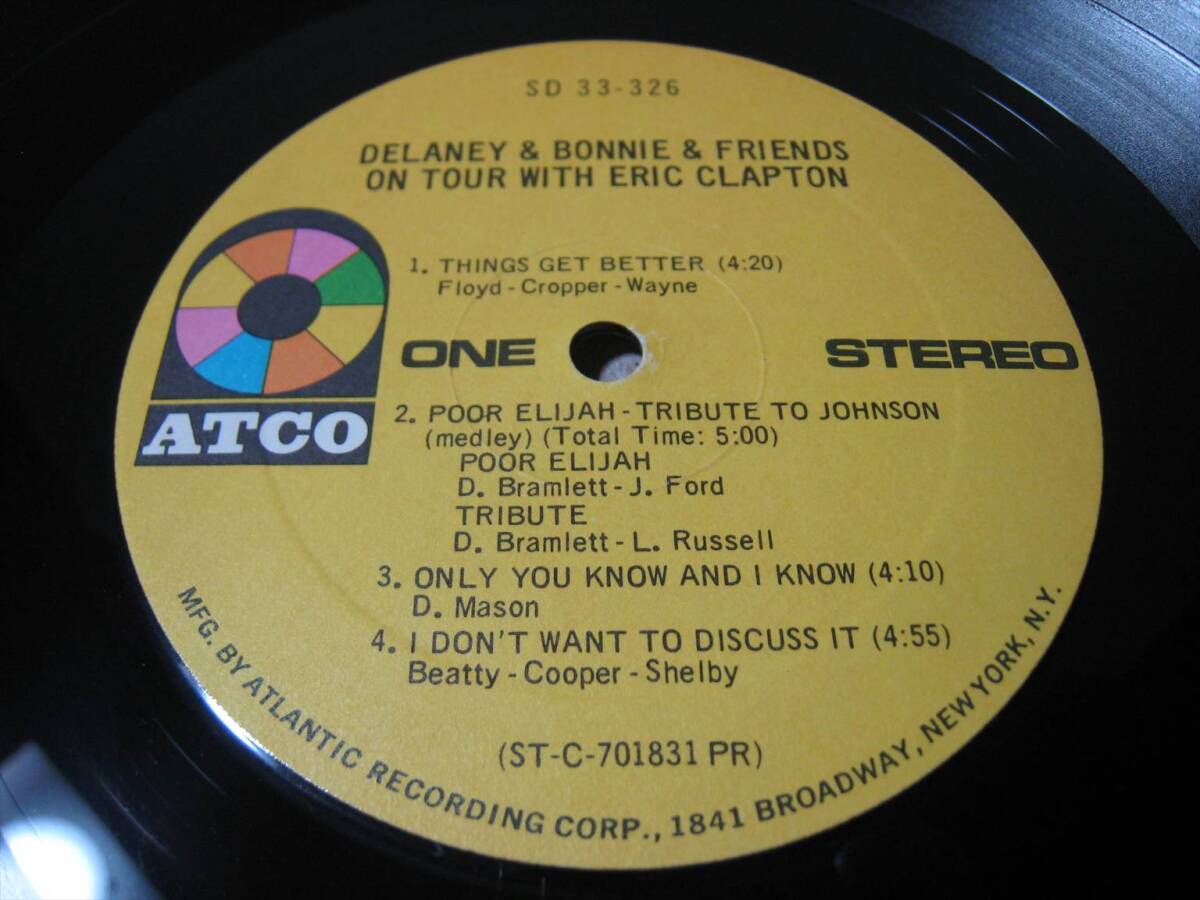 SD 33-326
DELANEY & BONNIE & FRIENDS
ON TOUR WITH ERIC CLAPTON
1. THINGS GET BETTER (4:20)
Floyd - Cropper - Wayne
ONE
STEREO
ATCO
2. POOR ELIJAH - TRIBUTE TO JOHNSON
(medley) (Total Time: 5:00)
POOR ELIJAH
D. Bramlett - J. Ford
TRIBUTE
D. Bramlett - L. Russell
3. ONLY YOU KNOW AND I KNOW (4:10)
D. Mason
4. I DON'T WANT TO DISCUSS IT (4:55)
Beatty - Cooper - Shelby
(ST-C-701831 PR)
MFG. BY ATLANTIC RECORDING CORP., 1841 BROADWAY, NEW YORK, N.Y.